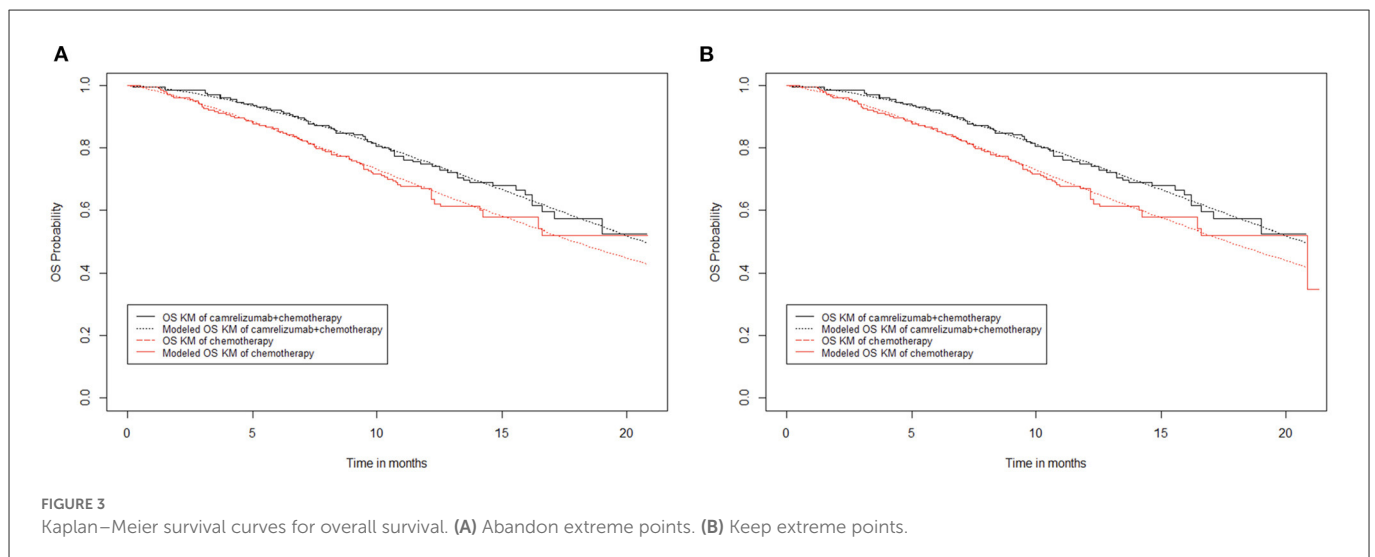 A
OS Probability
1.0
0.8
0.6
0.4
0.2
0.0
OS KM of camrelizumab+chemotherapy
Modeled OS KM of camrelizumab+chemotherapy
OS KM of chemotherapy
Modeled OS KM of chemotherapy
0 5 10 15 20
Time in months
B
OS Probability
1.0
0.8
0.6
0.4
0.2
0.0
OS KM of camrelizumab+chemotherapy
Modeled OS KM of camrelizumab+chemotherapy
OS KM of chemotherapy
Modeled OS KM of chemotherapy
0 5 10 15 20
Time in months
FIGURE 3
Kaplan–Meier survival curves for overall survival. (A) Abandon extreme points. (B) Keep extreme points.